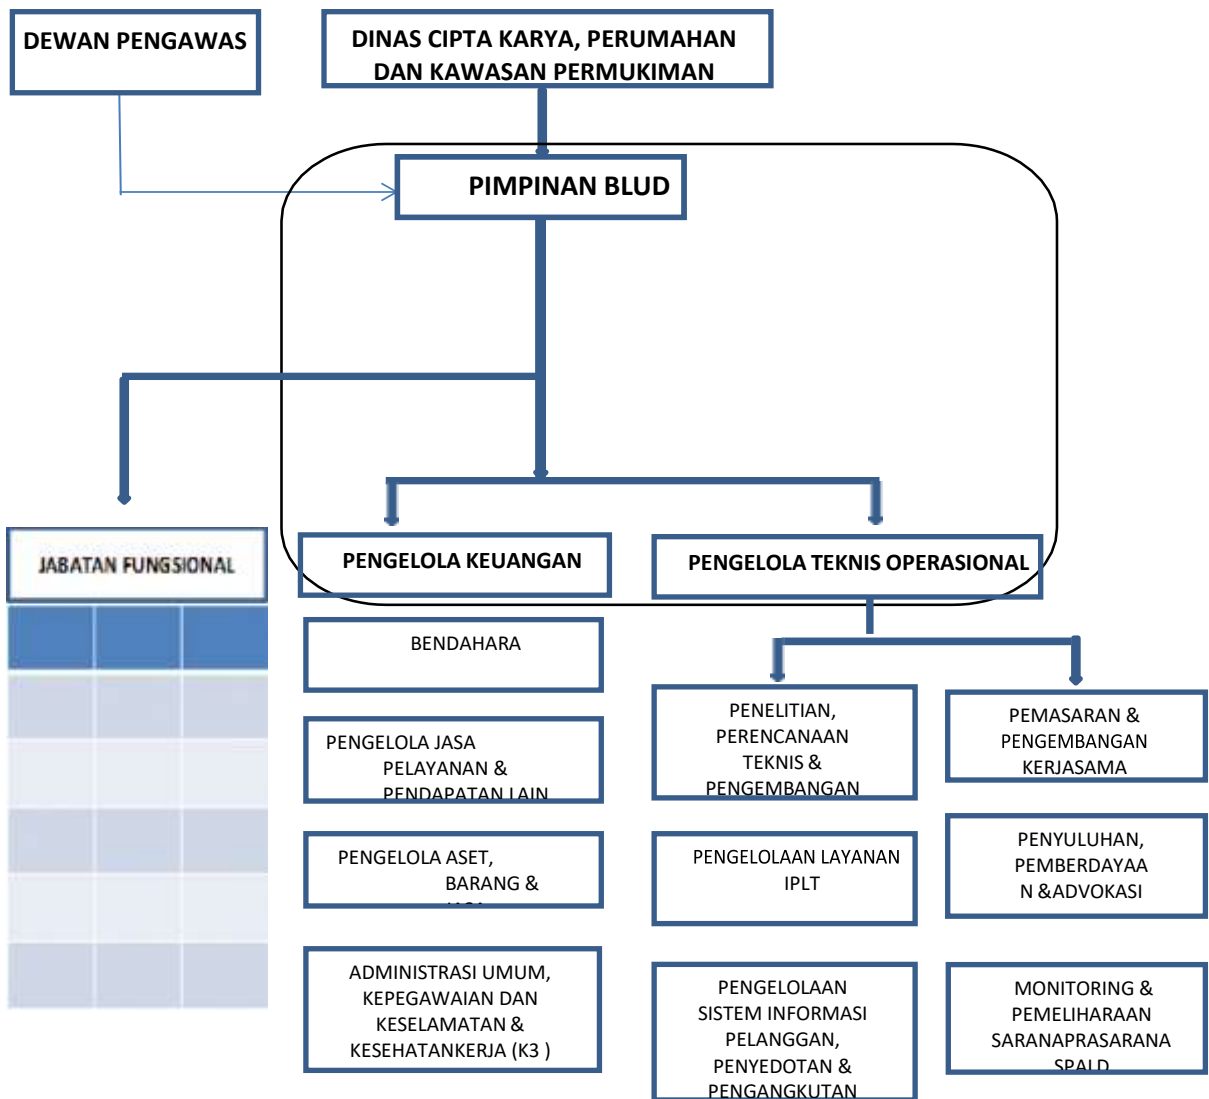 DEWAN PENGAWAS
DINAS CIPTA KARYA, PERUMAHAN
DAN KAWASAN PERMUKIMAN
PIMPINAN BLUD
JABATAN FUNGSIONAL
PENGELOLA KEUANGAN
PENGELOLA TEKNIS OPERASIONAL
BENDAHARA
PENGELOLA JASA
PELAYANAN &
PENDAPATAN LAIN
PENGELOLA ASET,
BARANG &
ADMINISTRASI UMUM,
KEPEGAWAIAN DAN
KESELAMATAN &
KESEHATANKERJA (K3 )
PENELITIAN,
PERENCANAAN
TEKNIS &
PENGEMBANGAN
PENGELOLAAN LAYANAN
IPLT
PENGELOLAAN
SISTEM INFORMASI
PELANGGAN,
PENYEDOTAN &
PENGANGKUTAN
PEMASARAN &
PENGEMBANGAN
KERJASAMA
PENYULUHAN,
PEMBERDAYAA
N &ADVOKASI
MONITORING &
PEMELIHARAAN
SARANAPRASARANA
SPALD